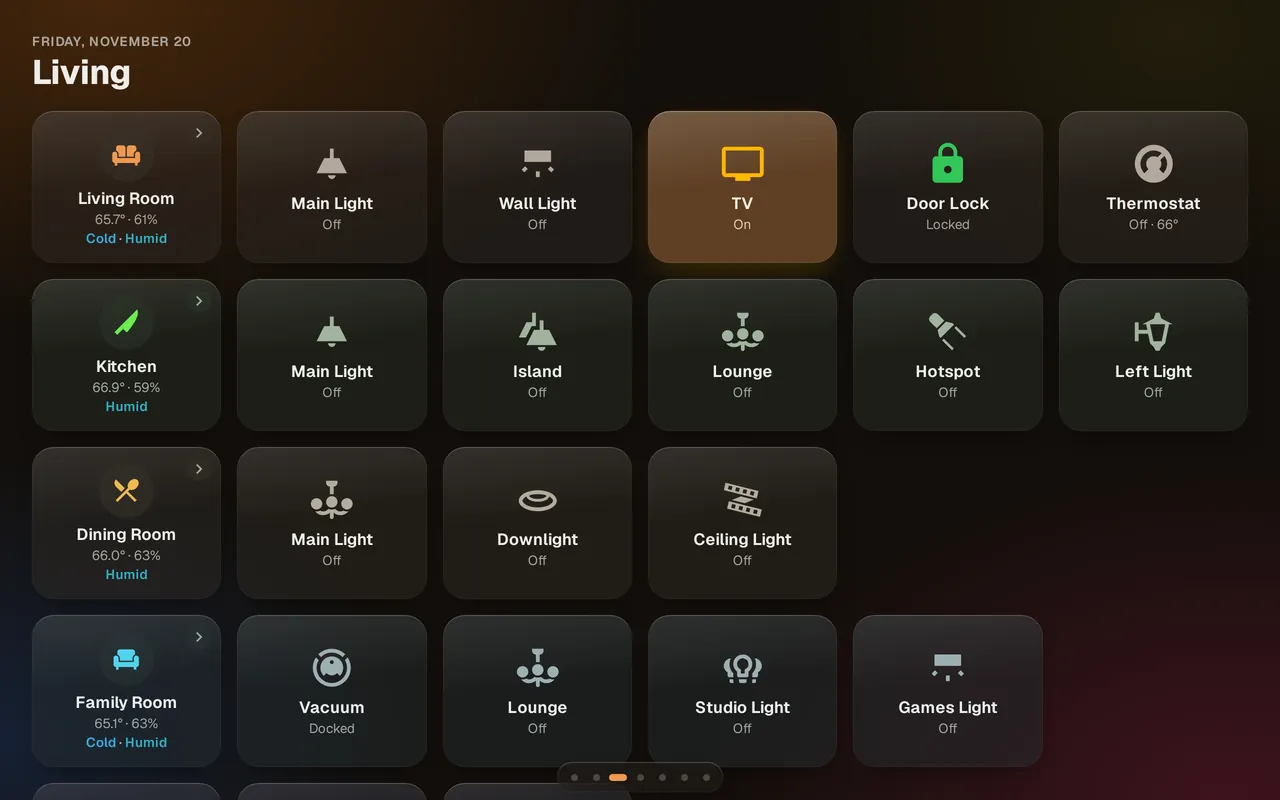 FRIDAY, NOVEMBER 20
Living
Living Room
65.7° · 61%
Cold · Humid
Main Light
Off
Wall Light
Off
TV
On
Door Lock
Locked
Thermostat
Off · 66°
Kitchen
66.9° · 59%
Humid
Main Light
Off
Island
Off
Lounge
Off
Hotspot
Off
Left Light
Off
Dining Room
66.0° · 63%
Humid
Main Light
Off
Downlight
Off
Ceiling Light
Off
Family Room
65.1° · 63%
Cold · Humid
Vacuum
Docked
Lounge
Off
Studio Light
Off
Games Light
Off